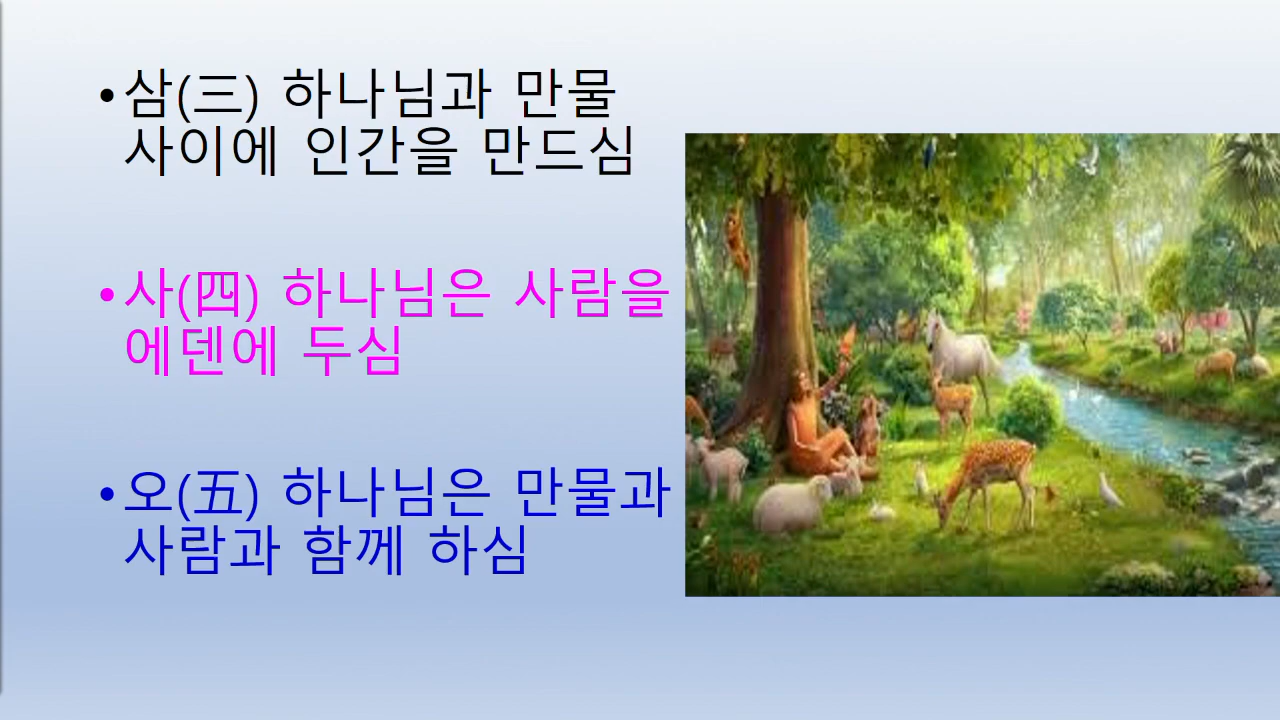 •삼(三) 하나님과 만물
사이에 인간을 만드심
•사(四) 하나님은 사람을
에덴에 두심
•오(五) 하나님은 만물과
사람과 함께 하심